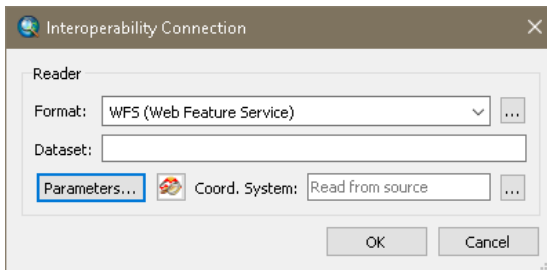 Interoperability Connection
Reader
Format: WFS (Web Feature Service) ...
Dataset:
Parameters... Coord. System: Read from source ...
OK Cancel